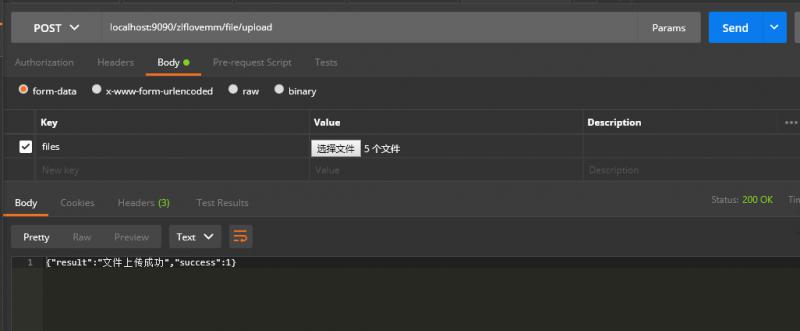 POST localhost:9090/zlflovemm/file/upload Params Send
Authorization Headers Body Pre-request Script Tests
form-data x-www-form-urlencoded raw binary
Key Value Description
files 选择文件 5 个文件
New key Value Description
Body Cookies Headers (3) Test Results Status: 200 OK Tim
Pretty Raw Preview Text
1 {"result":"文件上传成功","success":1}